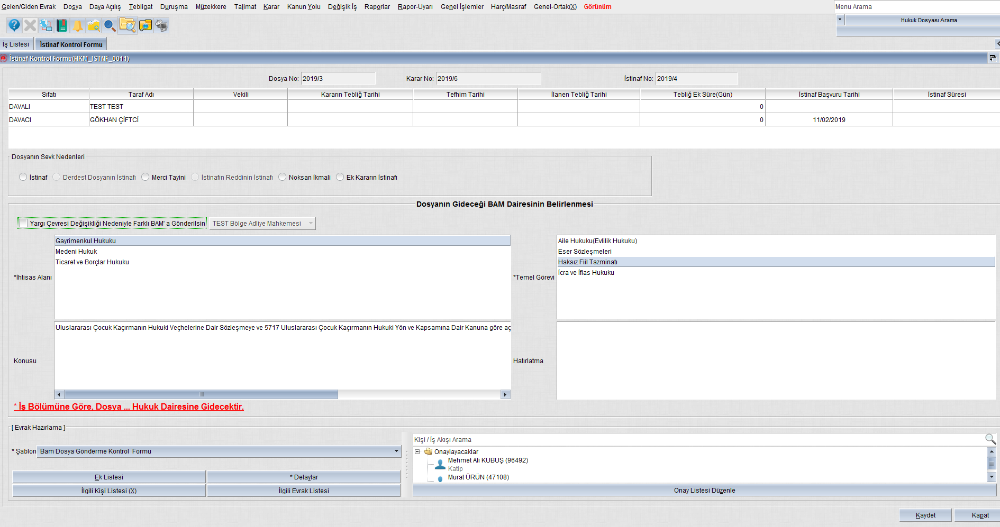 Gelen/Giden Evrak Dosya Dava Açılış Tebligat Duruşma Müzekkere Talimat Karar Kanun Yolu Değişik İş Raporlar Rapor-Uyarı Genel İşlemler Harç/Masraf Genel-Ortak(X) Görünüm
Menu Arama
Hukuk Dosyası Arama
İş Listesi İstinaf Kontrol Formu
İstinaf Kontrol Formu(HKM_ISTNF_0011)
Dosya No: 2019/3 Karar No: 2019/6 İstinaf No: 2019/4
Sıfatı Taraf Adı Vekili Kararın Tebliğ Tarihi Tefhim Tarihi İlanen Tebliğ Tarihi Tebliğ Ek Süre(Gün) İstinaf Başvuru Tarihi İstinaf Süresi
DAVALI TEST TEST 0
DAVACI GÖKHAN ÇİFTCİ 0 11/02/2019
Dosyanın Sevk Nedenleri
İstinaf Derdest Dosyanın İstinafı Merci Tayini İstinafın Reddinin İstinafı Noksan İkmali Ek Kararın İstinafı
Dosyanın Gideceği BAM Dairesinin Belirlenmesi
Yargı Çevresi Değişikliği Nedeniyle Farklı BAM' a Gönderilsin TEST Bölge Adliye Mahkemesi
*İhtisas Alanı
Gayrimenkul Hukuku
Medeni Hukuk
Ticaret ve Borçlar Hukuku
*Temel Görevi
Aile Hukuku(Evlilik Hukuku)
Eser Sözleşmeleri
Haksız Fiil Tazminatı
İcra ve İflas Hukuku
Konusu
Uluslararası Çocuk Kaçırmanın Hukuki Veçhelerine Dair Sözleşmeye ve 5717 Uluslararası Çocuk Kaçırmanın Hukuki Yön ve Kapsamına Dair Kanuna göre aç
Hatırlatma
* İş Bölümüne Göre, Dosya ... Hukuk Dairesine Gidecektir.
[ Evrak Hazırlama ]
* Şablon Bam Dosya Gönderme Kontrol Formu
Ek Listesi * Detaylar
İlgili Kişi Listesi (X) İlgili Evrak Listesi
Kişi / İş Akışı Arama
Onaylayacaklar
Mehmet Ali KUBUŞ (96492)
Katip
Murat ÜRÜN (47108)
Onay Listesi Düzenle
Kaydet Kapat